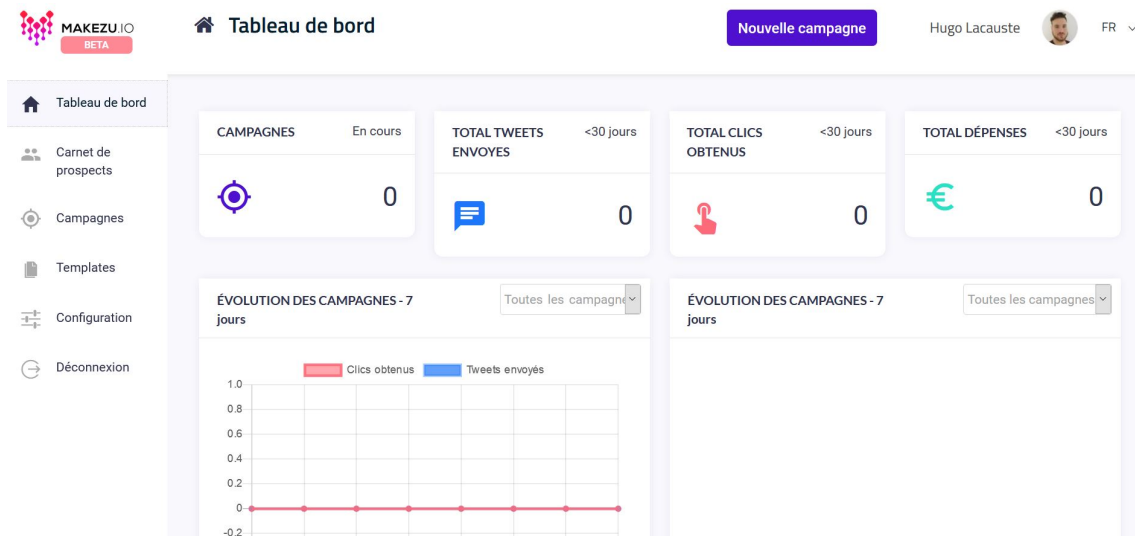 MAKEZU.IO
BETA
Tableau de bord
Nouvelle campagne
Hugo Lacauste
FR
Tableau de bord
Carnet de
prospects
Campagnes
Templates
Configuration
Déconnexion
CAMPAGNES
En cours
0
TOTAL TWEETS
ENVOYES
<30 jours
0
TOTAL CLICS
OBTENUS
<30 jours
0
TOTAL DÉPENSES
<30 jours
0
ÉVOLUTION DES CAMPAGNES - 7
jours
Toutes les campagne
Clics obtenus
Tweets envoyés
1.0
0.8
0.6
0.4
0.2
0
-0.2
ÉVOLUTION DES CAMPAGNES - 7
jours
Toutes les campagnes